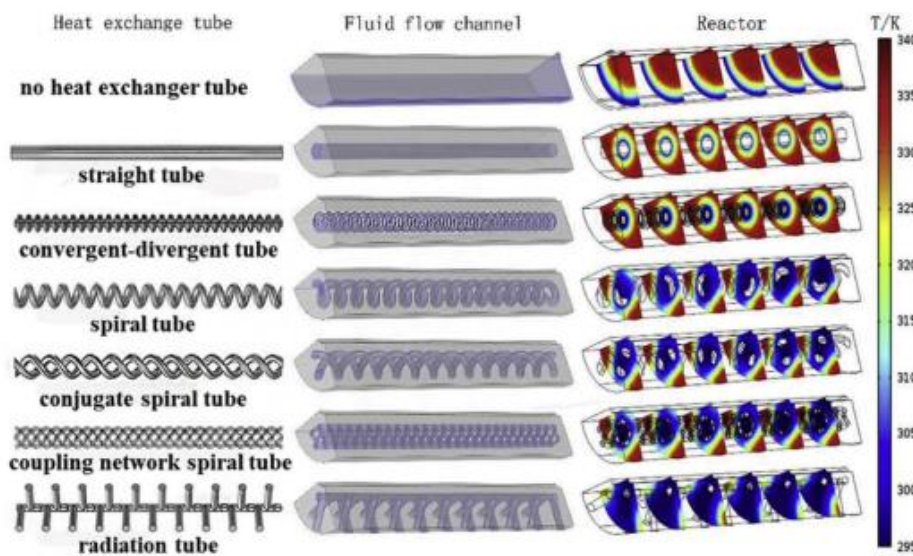 Heat exchange tube
Fluid flow channel
Reactor
T/K
no heat exchanger tube
straight tube
convergent-divergent tube
spiral tube
conjugate spiral tube
coupling network spiral tube
radiation tube
340
335
330
325
320
315
310
305
300
295